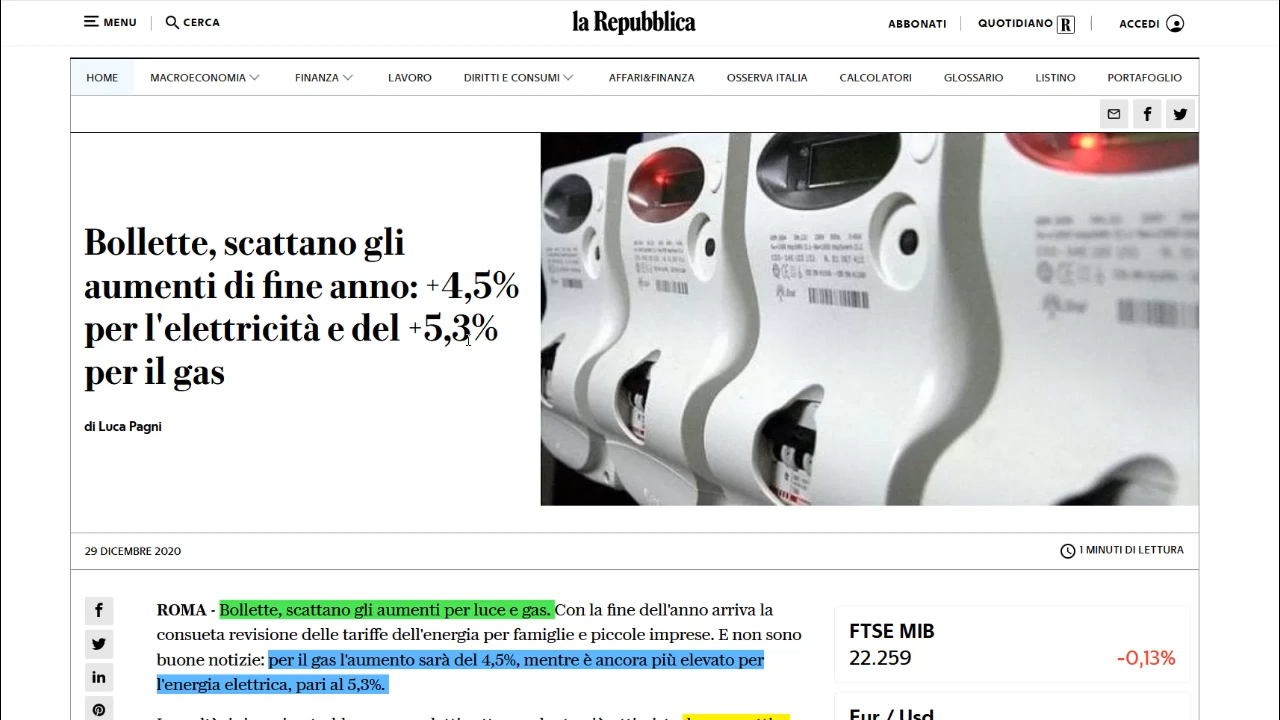 MENU
CERCA
la Repubblica
ABBONATI
QUOTIDIANO R
ACCEDI
HOME
MACROECONOMIA
FINANZA
LAVORO
DIRITTI E CONSUMI
AFFARI&FINANZA
OSSERVA ITALIA
CALCOLATORI
GLOSSARIO
LISTINO
PORTAFOGLIO
Bollette, scattano gli
aumenti di fine anno: +4,5%
per l'elettricità e del +5,3%
per il gas
di Luca Pagni
29 DICEMBRE 2020
1 MINUTI DI LETTURA
ROMA - Bollette, scattano gli aumenti per luce e gas. Con la fine dell'anno arriva la
consueta revisione delle tariffe dell'energia per famiglie e piccole imprese. E non sono
buone notizie: per il gas l'aumento sarà del 4,5%, mentre è ancora più elevato per
l'energia elettrica, pari al 5,3%.
FTSE MIB
22.259
-0,13%
Eur / Usd